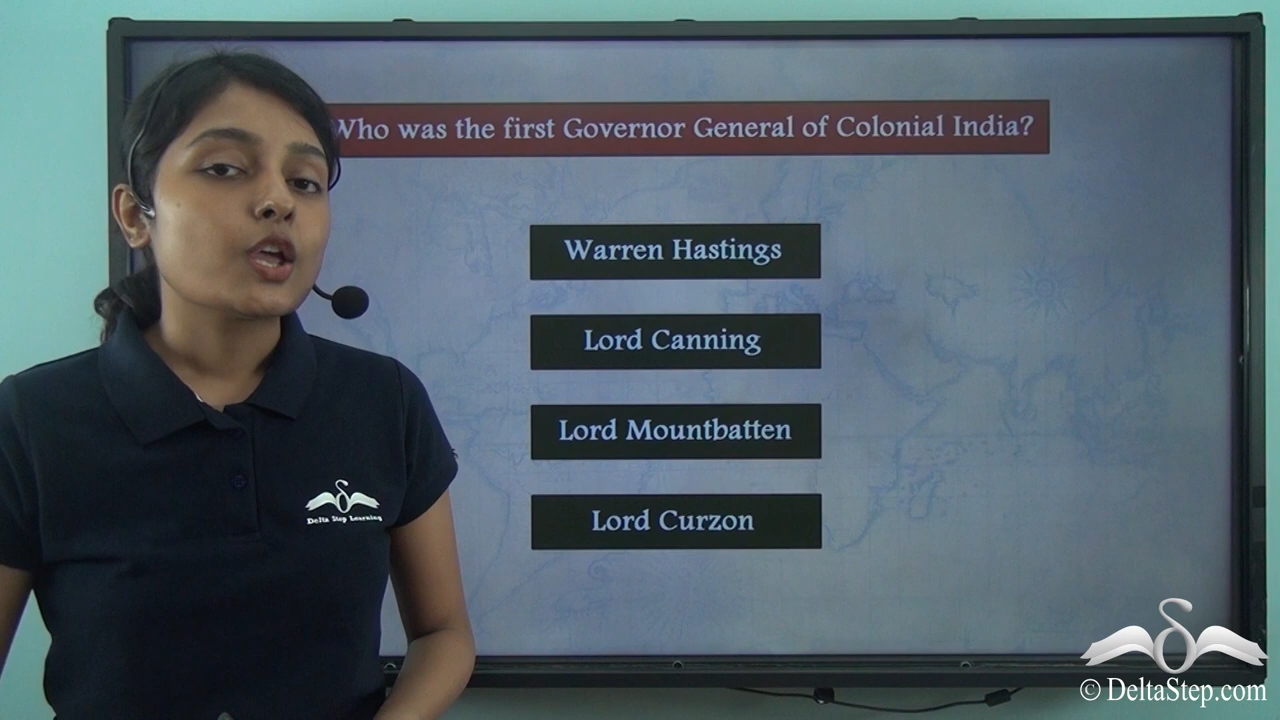 Who was the first Governor General of Colonial India?
Warren Hastings
Lord Canning
Lord Mountbatten
Lord Curzon
Delta Step Learning
© DeltaStep.com